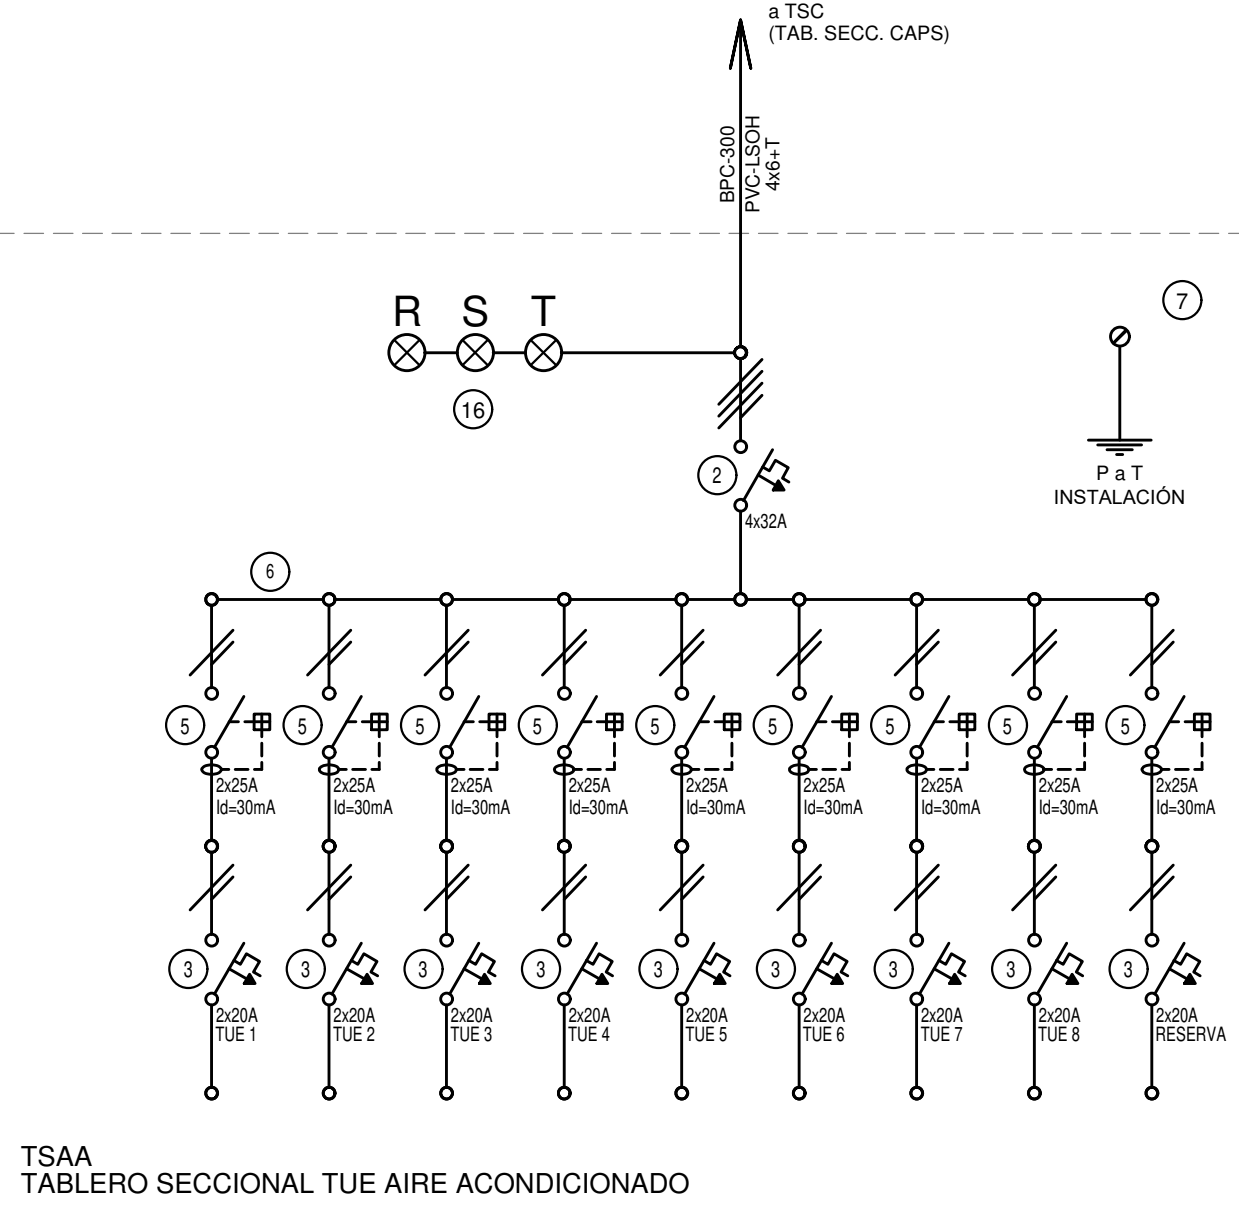 a TSC
(TAB. SECC. CAPS)
BPC-300
PVC-LSOH
4x6+T
R S T
16
7
2
4x32A
P a T
INSTALACIÓN
6
5 5 5 5 5 5 5 5 5
2x25A 2x25A 2x25A 2x25A 2x25A 2x25A 2x25A 2x25A 2x25A
Id=30mA Id=30mA Id=30mA Id=30mA Id=30mA Id=30mA Id=30mA Id=30mA Id=30mA
3 3 3 3 3 3 3 3 3
2x20A 2x20A 2x20A 2x20A 2x20A 2x20A 2x20A 2x20A 2x20A
TUE 1 TUE 2 TUE 3 TUE 4 TUE 5 TUE 6 TUE 7 TUE 8 RESERVA
TSAA
TABLERO SECCIONAL TUE AIRE ACONDICIONADO